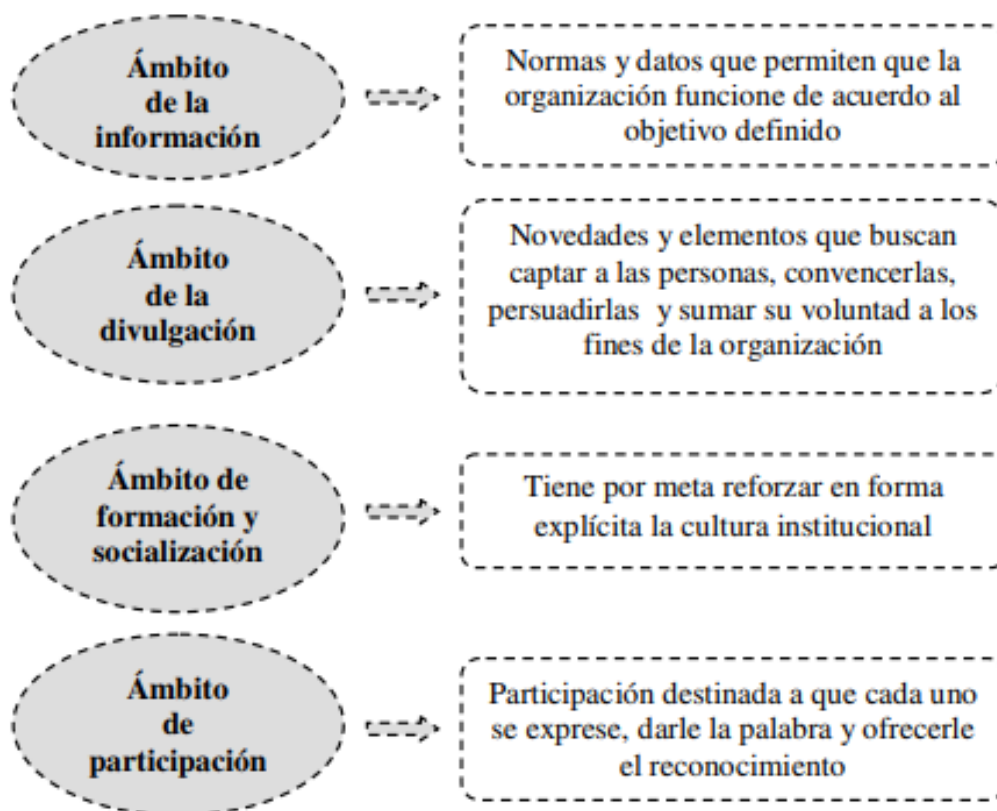 Ámbito
de la
información
Normas y datos que permiten que la
organización funcione de acuerdo al
objetivo definido
Ámbito
de la
divulgación
Novedades y elementos que buscan
captar a las personas, convencerlas,
persuadirlas y sumar su voluntad a los
fines de la organización
Ámbito de
formación y
socialización
Tiene por meta reforzar en forma
explícita la cultura institucional
Ámbito
de
participación
Participación destinada a que cada uno
se exprese, darle la palabra y ofrecerle
el reconocimiento